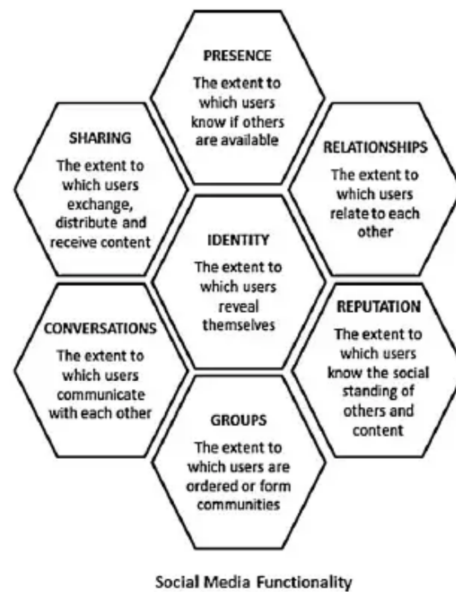 PRESENCE
The extent to
which users
know if others
are available
SHARING
The extent to
which users
exchange,
distribute and
receive content
RELATIONSHIPS
The extent to
which users
relate to each
other
IDENTITY
The extent to
which users
reveal
themselves
CONVERSATIONS
The extent to
which users
communicate
with each other
REPUTATION
The extent to
which users
know the social
standing of
others and
content
GROUPS
The extent to
which users are
ordered or form
communities
Social Media Functionality